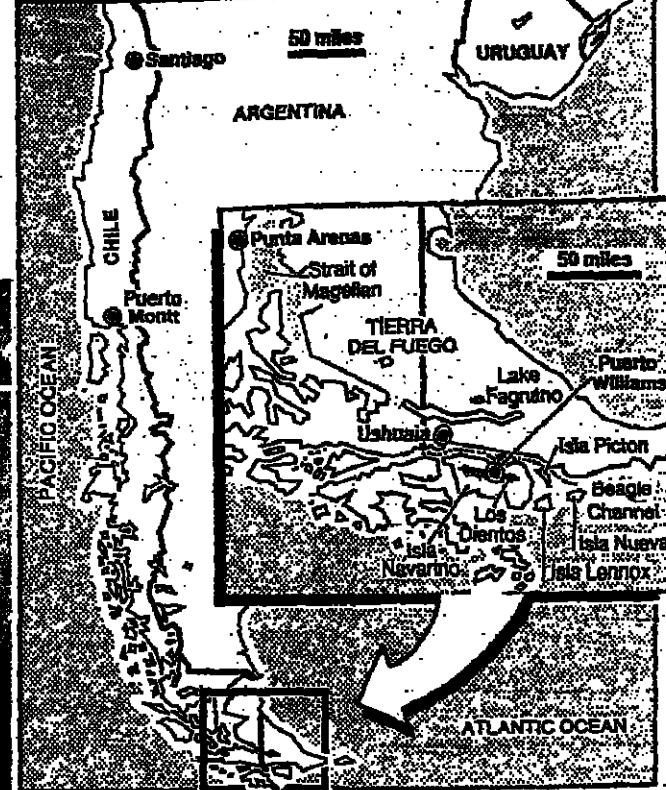 50 miles
URUGUAY
Santiago
ARGENTINA
CHILE
Puerto
Montt
PACIFIC OCEAN
Punta Arenas
Strait of
Magellan
50 miles
TIERRA
DEL FUEGO
Lake
Fagnano
Puerto
Williams
Ushuaia
Isla Picton
Beagle
Channel
Los
Dientos
Isla
Navarino
Isla Nueva
Isla Lennox
ATLANTIC OCEAN